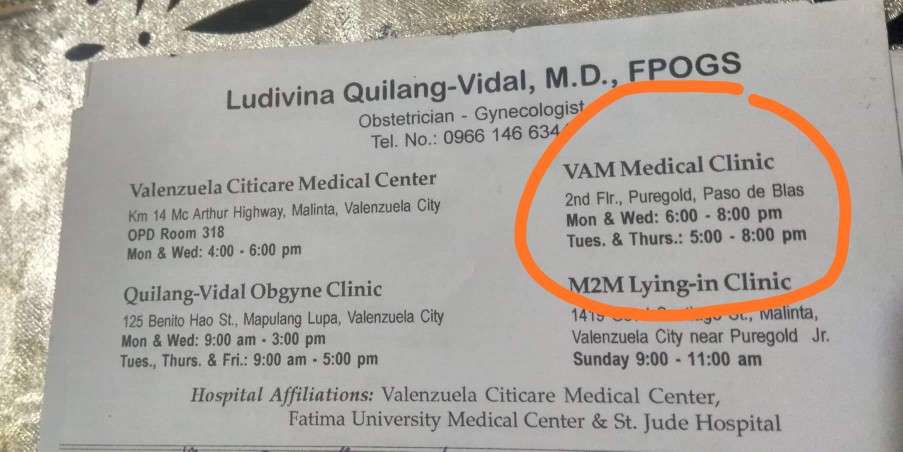 Ludivina Quilang-Vidal, M.D., FPOGS
Obstetrician - Gynecologist
Tel. No.: 0966 146 634
Valenzuela Citicare Medical Center
Km 14 Mc Arthur Highway, Malinta, Valenzuela City
OPD Room 318
Mon & Wed: 4:00 - 6:00 pm
Quilang-Vidal Obgyne Clinic
125 Benito Hao St., Mapulang Lupa, Valenzuela City
Mon & Wed: 9:00 am - 3:00 pm
Tues., Thurs. & Fri.: 9:00 am - 5:00 pm
VAM Medical Clinic
2nd Flr., Puregold, Paso de Blas
Mon & Wed: 6:00 - 8:00 pm
Tues. & Thurs.: 5:00 - 8:00 pm
M2M Lying-in Clinic
1419 St., Malinta,
Valenzuela City near Puregold Jr.
Sunday 9:00 - 11:00 am
Hospital Affiliations: Valenzuela Citicare Medical Center,
Fatima University Medical Center & St. Jude Hospital